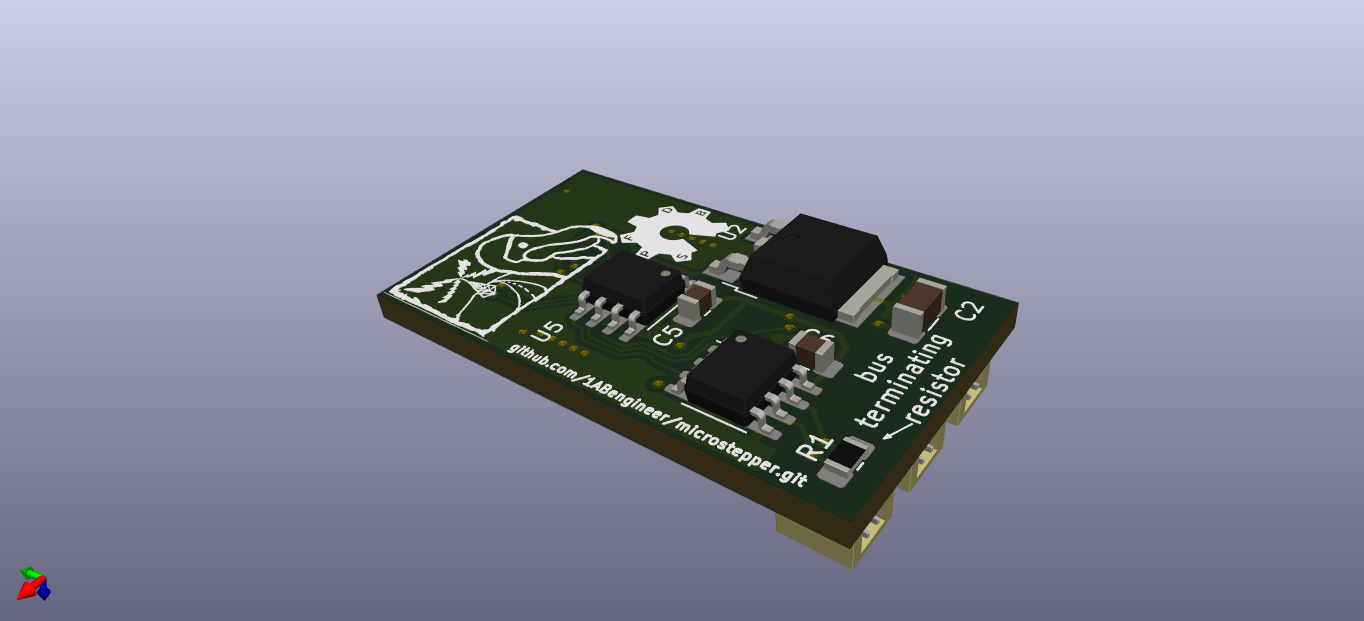 D B
F
P S
U2
U5
C5
C2
bus
terminating
resistor
R1
github.com/1ABengineer/microstepper.git